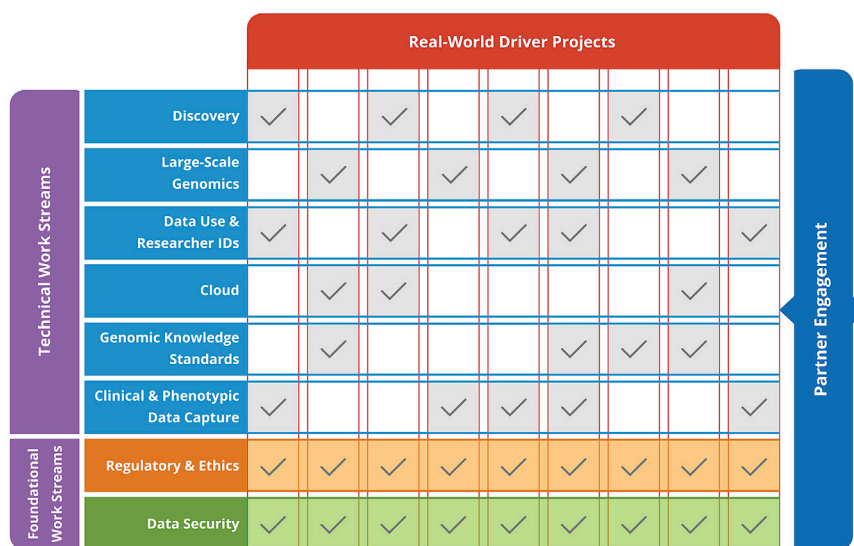 Real-World Driver Projects
Technical Work Streams
Discovery
Large-Scale
Genomics
Data Use &
Researcher IDs
Cloud
Genomic Knowledge
Standards
Clinical & Phenotypic
Data Capture
Foundational
Work Streams
Regulatory & Ethics
Data Security
Partner Engagement